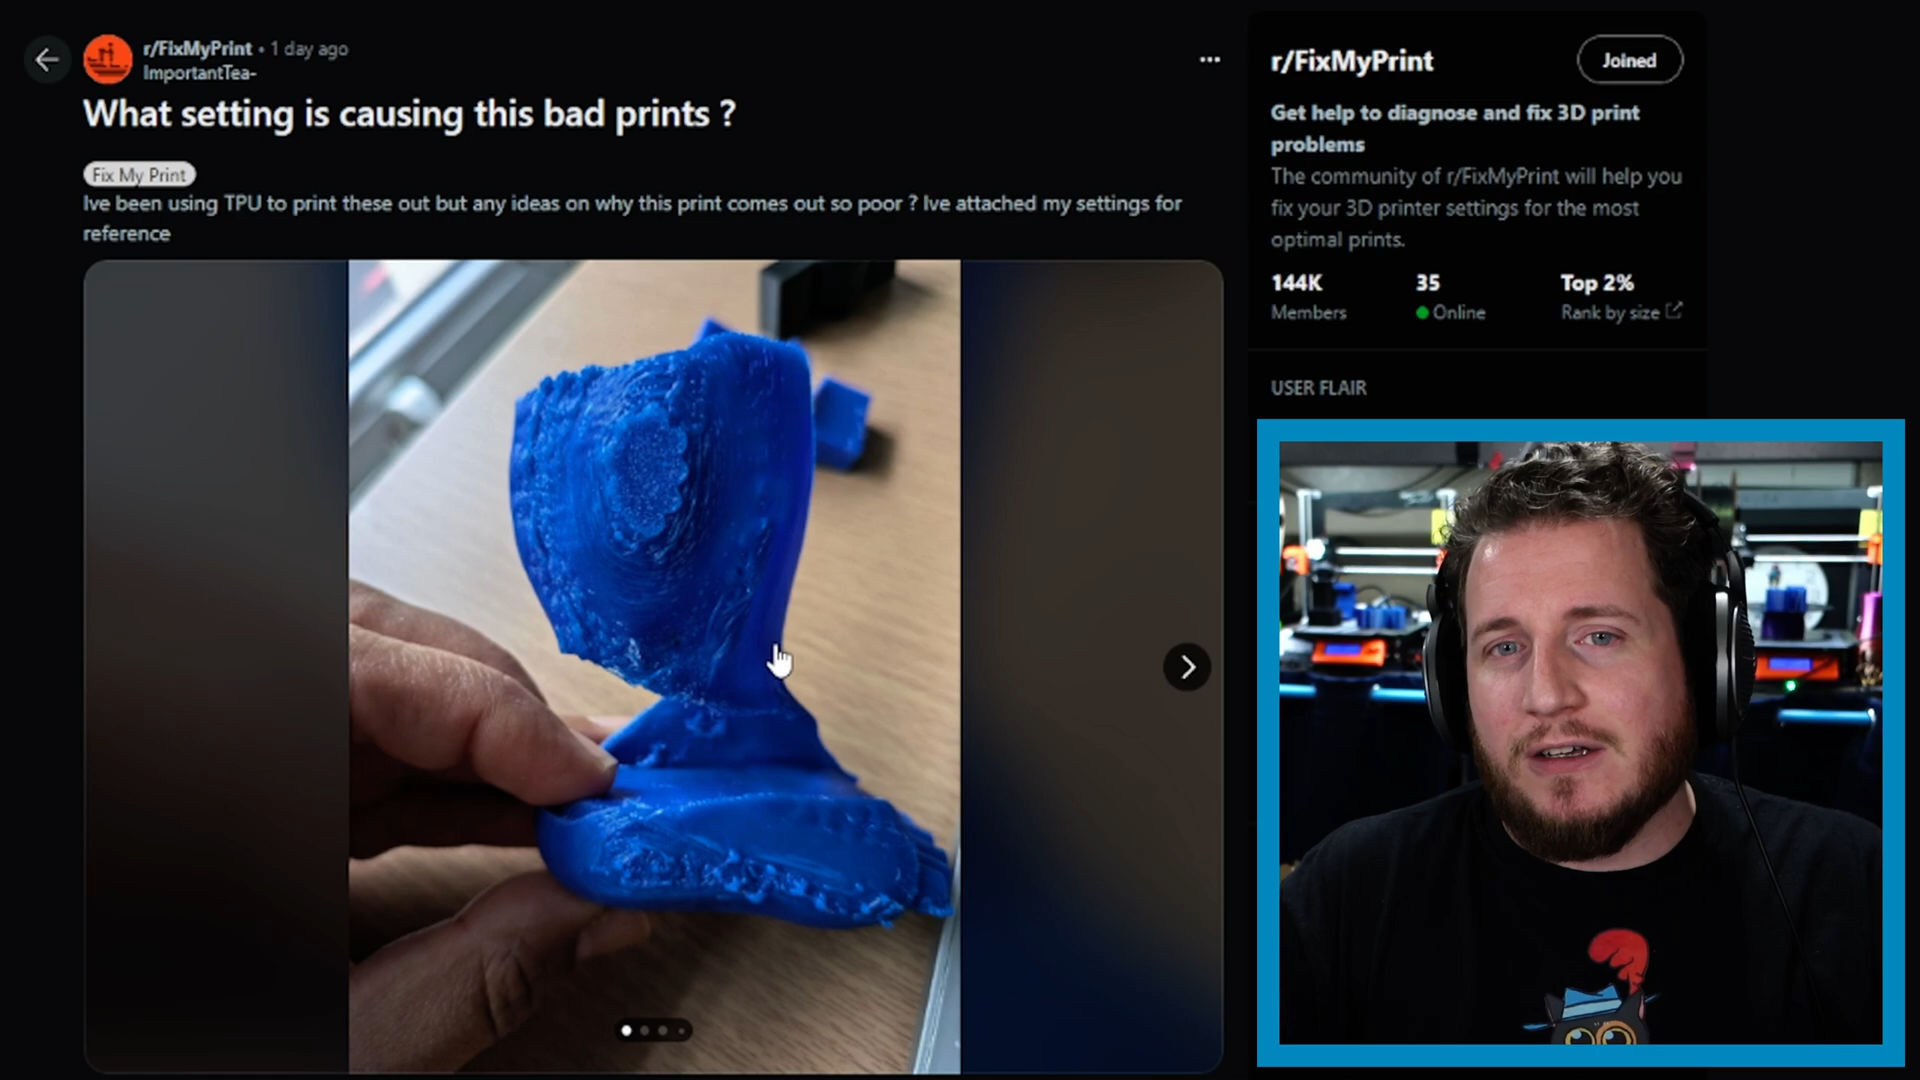 r/FixMyPrint • 1 day ago
ImportantTea-
What setting is causing this bad prints ?
Fix My Print
Ive been using TPU to print these out but any ideas on why this print comes out so poor ? Ive attached my settings for
reference
r/FixMyPrint
Joined
Get help to diagnose and fix 3D print
problems
The community of r/FixMyPrint will help you
fix your 3D printer settings for the most
optimal prints.
144K
Members
35
Online
Top 2%
Rank by size
USER FLAIR